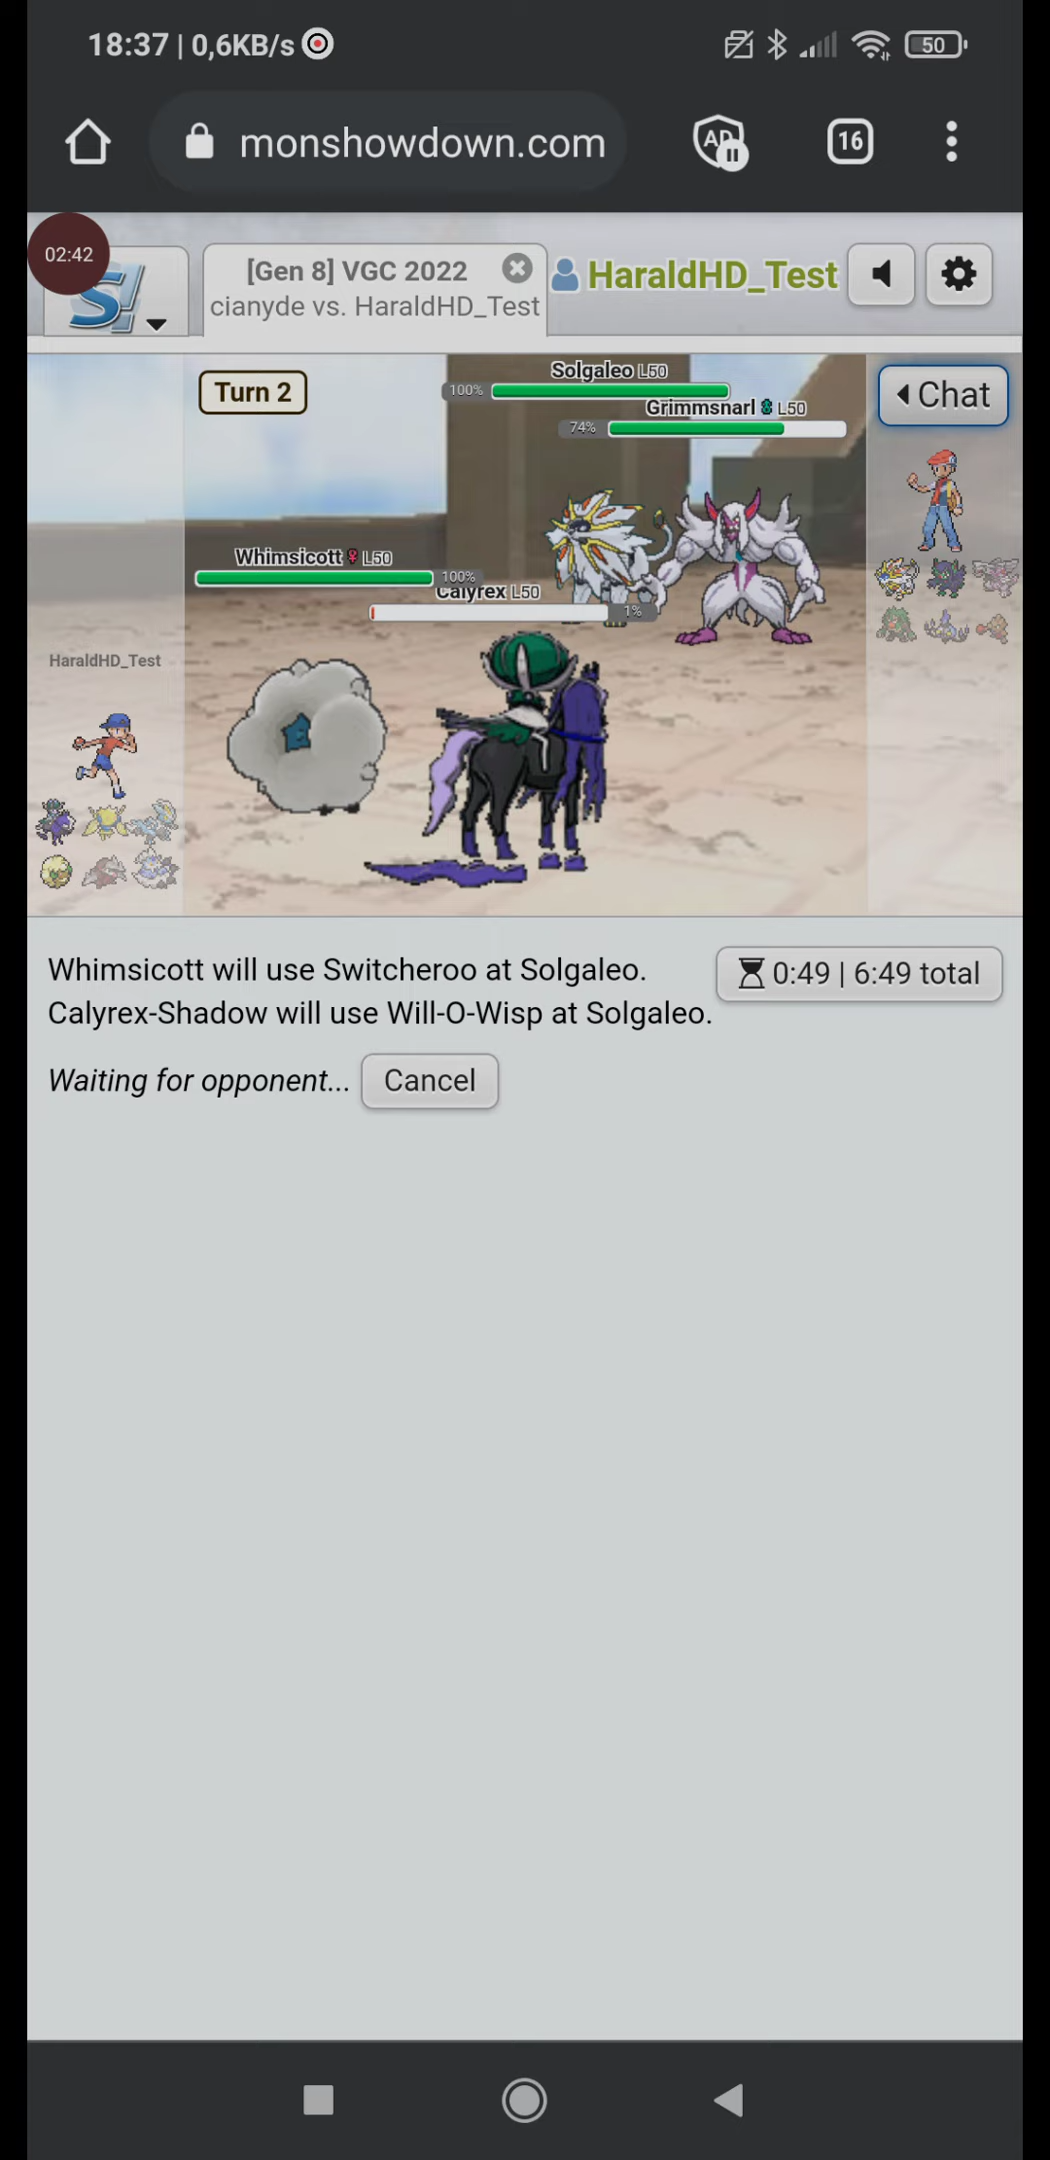 18:37 | 0,6KB/s
50
monshowdown.com
AD
16
02:42
S!
[Gen 8] VGC 2022
cianyde vs. HaraldHD_Test
HaraldHD_Test
Turn 2
Solgaleo L50
100%
Grimmsnarl L50
74%
Chat
Whimsicott L50
100%
Calyrex L50
1%
HaraldHD_Test
Whimsicott will use Switcheroo at Solgaleo.
0:49 | 6:49 total
Calyrex-Shadow will use Will-O-Wisp at Solgaleo.
Waiting for opponent...
Cancel